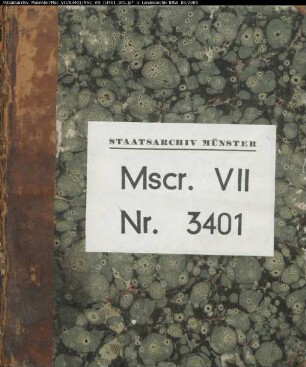 STAATSARCHIV MÜNSTER
Mscr. VII
Nr. 3401